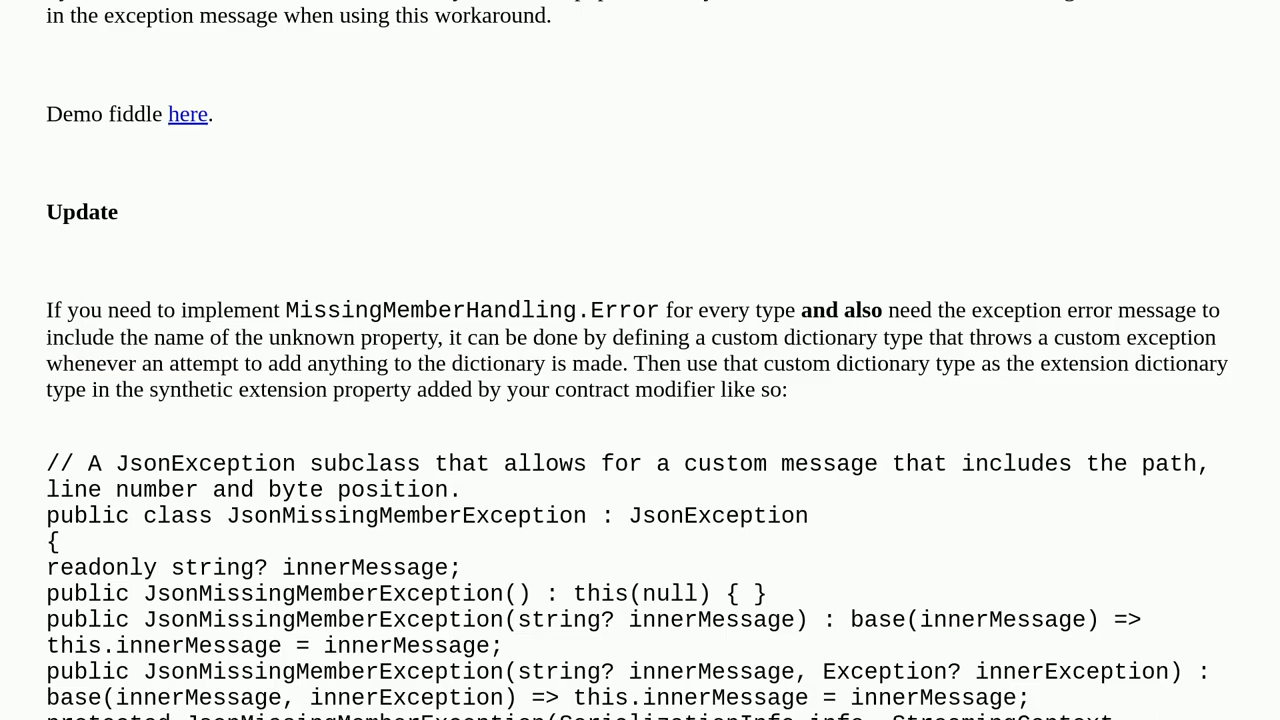 in the exception message when using this workaround.
Demo fiddle here.
Update
If you need to implement MissingMemberHandling.Error for every type and also need the exception error message to
include the name of the unknown property, it can be done by defining a custom dictionary type that throws a custom exception
whenever an attempt to add anything to the dictionary is made. Then use that custom dictionary type as the extension dictionary
type in the synthetic extension property added by your contract modifier like so:
// A JsonException subclass that allows for a custom message that includes the path,
line number and byte position.
public class JsonMissingMemberException : JsonException
{
readonly string? innerMessage;
public JsonMissingMemberException() : this(null) { }
public JsonMissingMemberException(string? innerMessage) : base(innerMessage) =>
this.innerMessage = innerMessage;
public JsonMissingMemberException(string? innerMessage, Exception? innerException) :
base(innerMessage, innerException) => this.innerMessage = innerMessage;
protected JsonMissingMemberException(SerializationInfo info, StreamingContext